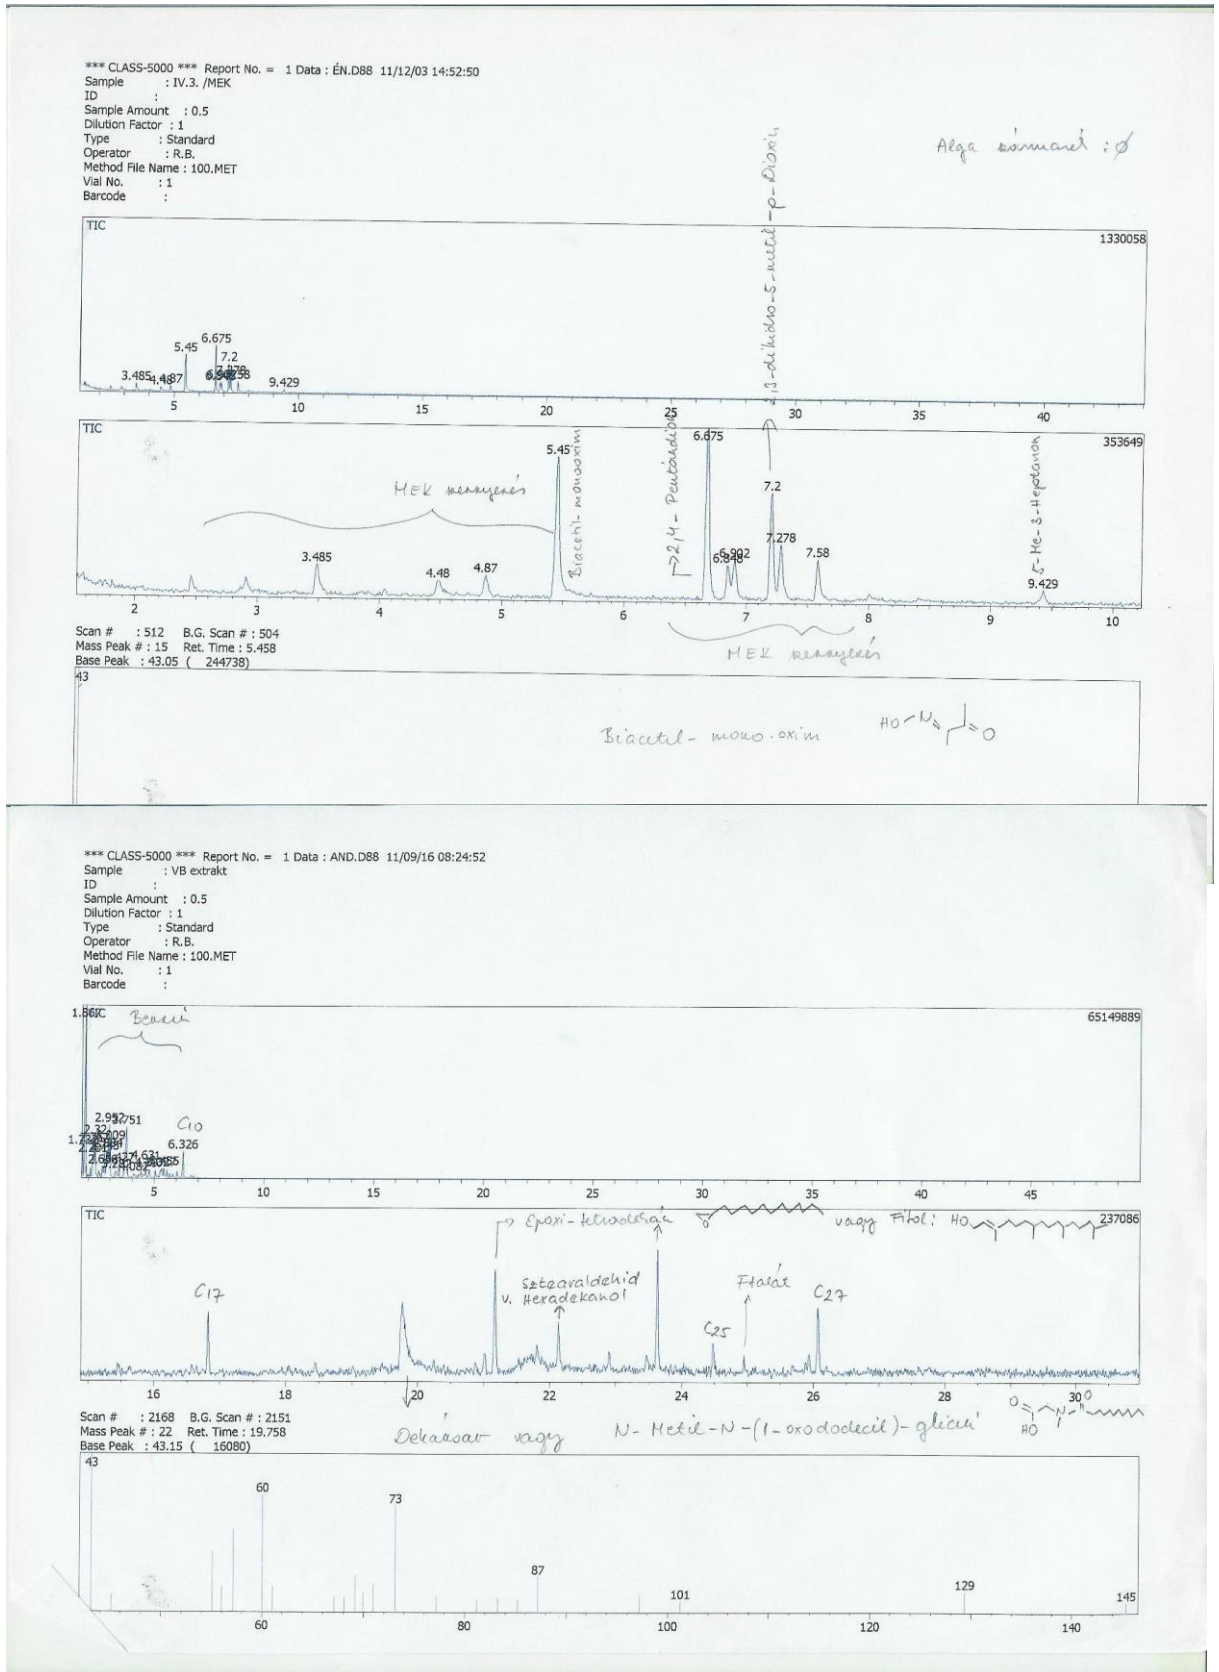 *** CLASS-5000 *** Report No. = 1 Data : ÉN.D88 11/12/03 14:52:50
Sample : IV.3. /MEK
ID :
Sample Amount : 0.5
Dilution Factor : 1
Type : Standard
Operator : R.B.
Method File Name : 100.MET
Vial No. : 1
Barcode :
Alga
TIC
1330058
3.485
4.48
4.87
5.45
6.675
7.2
9.429
5 10 15 20 25 30 35 40
2,3-dihidro-5-metil-p-Dioxin
TIC
353649
MEK
3.485
4.48
4.87
5.45
Biacetil-monooxim
2,4-Pentándion
6.675
6.848
6.902
7.2
7.278
7.58
5-Me-3-Heptanon
9.429
2 3 4 5 6 7 8 9 10
MEK
Scan # : 512 B.G. Scan # : 504
Mass Peak # : 15 Ret. Time : 5.458
Base Peak : 43.05 ( 244738)
43
Biacetil-mono-oxim
HO N O
*** CLASS-5000 *** Report No. = 1 Data : AND.D88 11/09/16 08:24:52
Sample : VB extrakt
ID :
Sample Amount : 0.5
Dilution Factor : 1
Type : Standard
Operator : R.B.
Method File Name : 100.MET
Vial No. : 1
Barcode :
TIC
Benzin
65149889
C10
6.326
5 10 15 20 25 30 35 40 45
TIC
237086
Epoxi-tetradekán
O
vagy Fitol: HO
C17
Sztearaldehid
v. Hexadekanol
Ftalát
C25
C27
16 18 20 22 24 26 28 30
Scan # : 2168 B.G. Scan # : 2151
Mass Peak # : 22 Ret. Time : 19.758
Base Peak : 43.15 ( 16080)
Dekánsav vagy N-Metil-N-(1-oxododecil)-glicin
O HO N O
43
60
73
87
101
129
145
60 80 100 120 140